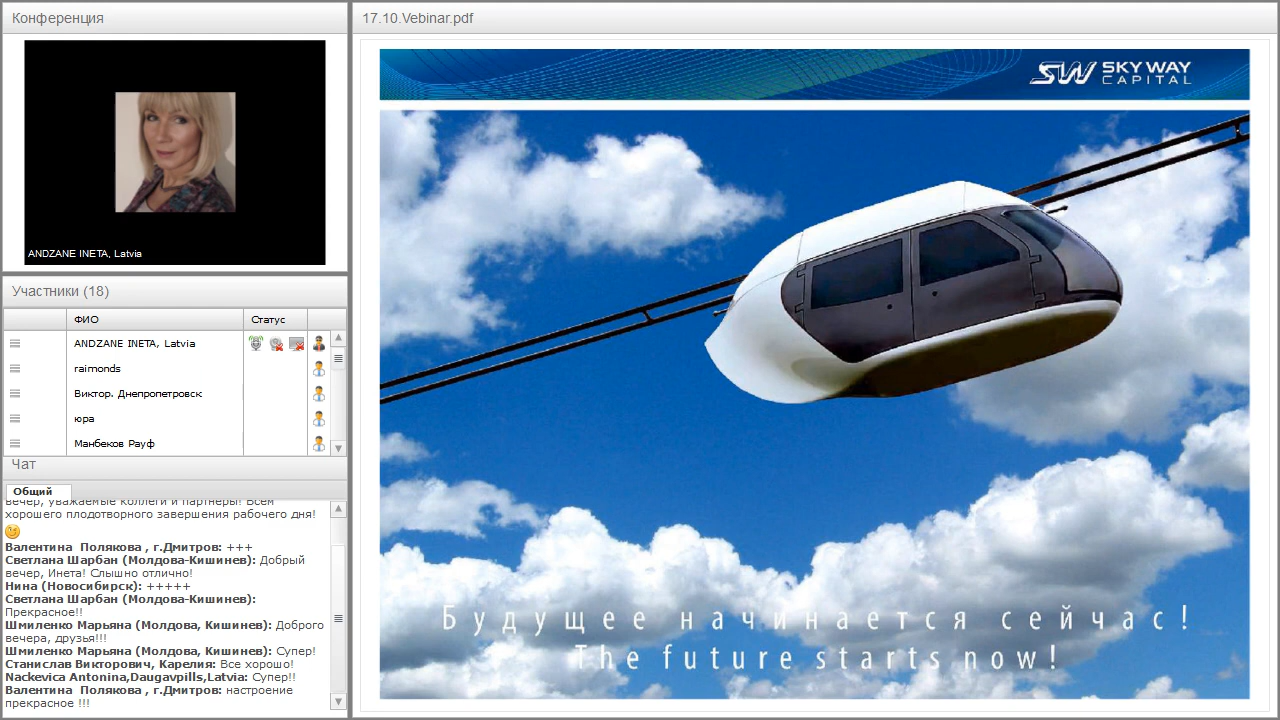 Конференция
ANDZANE INETA, Latvia
Участники (18)
ФИО
Статус
ANDZANE INETA, Latvia
raimonds
Виктор. Днепропетровск
юра
Манбеков Рауф
Чат
Общий
вечер, уважаемые коллеги и партнеры! Всем
хорошего плодотворного завершения рабочего дня!
Валентина Полякова , г.Дмитров: +++
Светлана Шарбан (Молдова-Кишинев): Добрый
вечер, Инета! Слышно отлично!
Нина (Новосибирск): +++++
Светлана Шарбан (Молдова-Кишинев):
Прекрасное!!
Шмиленко Марьяна (Молдова, Кишинев): Доброго
вечера, друзья!!!
Шмиленко Марьяна (Молдова, Кишинев): Супер!
Станислав Викторович, Карелия: Все хорошо!
Nackevica Antonina,Daugavpills,Latvia: Супер!!
Валентина Полякова , г.Дмитров: настроение
прекрасное !!!
17.10.Vebinar.pdf
SW SKY WAY
CAPITAL
Будущее начинается сейчас!
The future starts now!